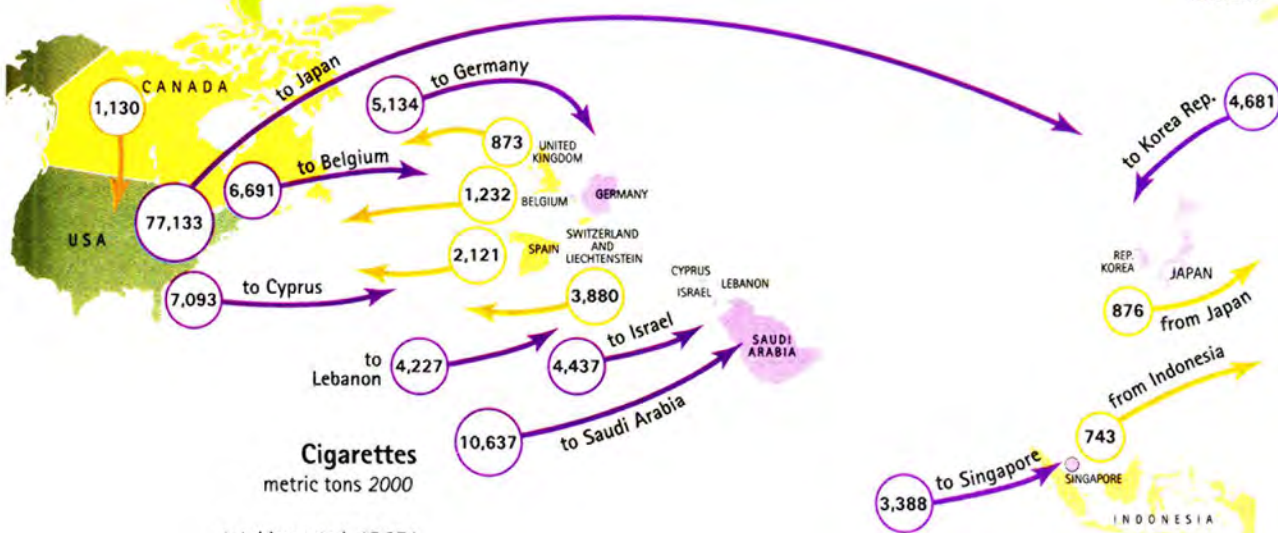 CANADA
1,130
to Japan
5,134
to Germany
4,681
to Korea Rep.
873
UNITED
KINGDOM
to Belgium
6,691
1,232
BELGIUM
GERMANY
77,133
USA
2,121
SPAIN
SWITZERLAND
AND
LIECHTENSTEIN
7,093
to Cyprus
3,880
CYPRUS
ISRAEL
LEBANON
REP.
KOREA
JAPAN
876
from Japan
to
Lebanon
4,227
4,437
to Israel
SAUDI
ARABIA
10,637
to Saudi Arabia
from Indonesia
743
Cigarettes
metric tons 2000
3,388
to Singapore
SINGAPORE
INDONESIA